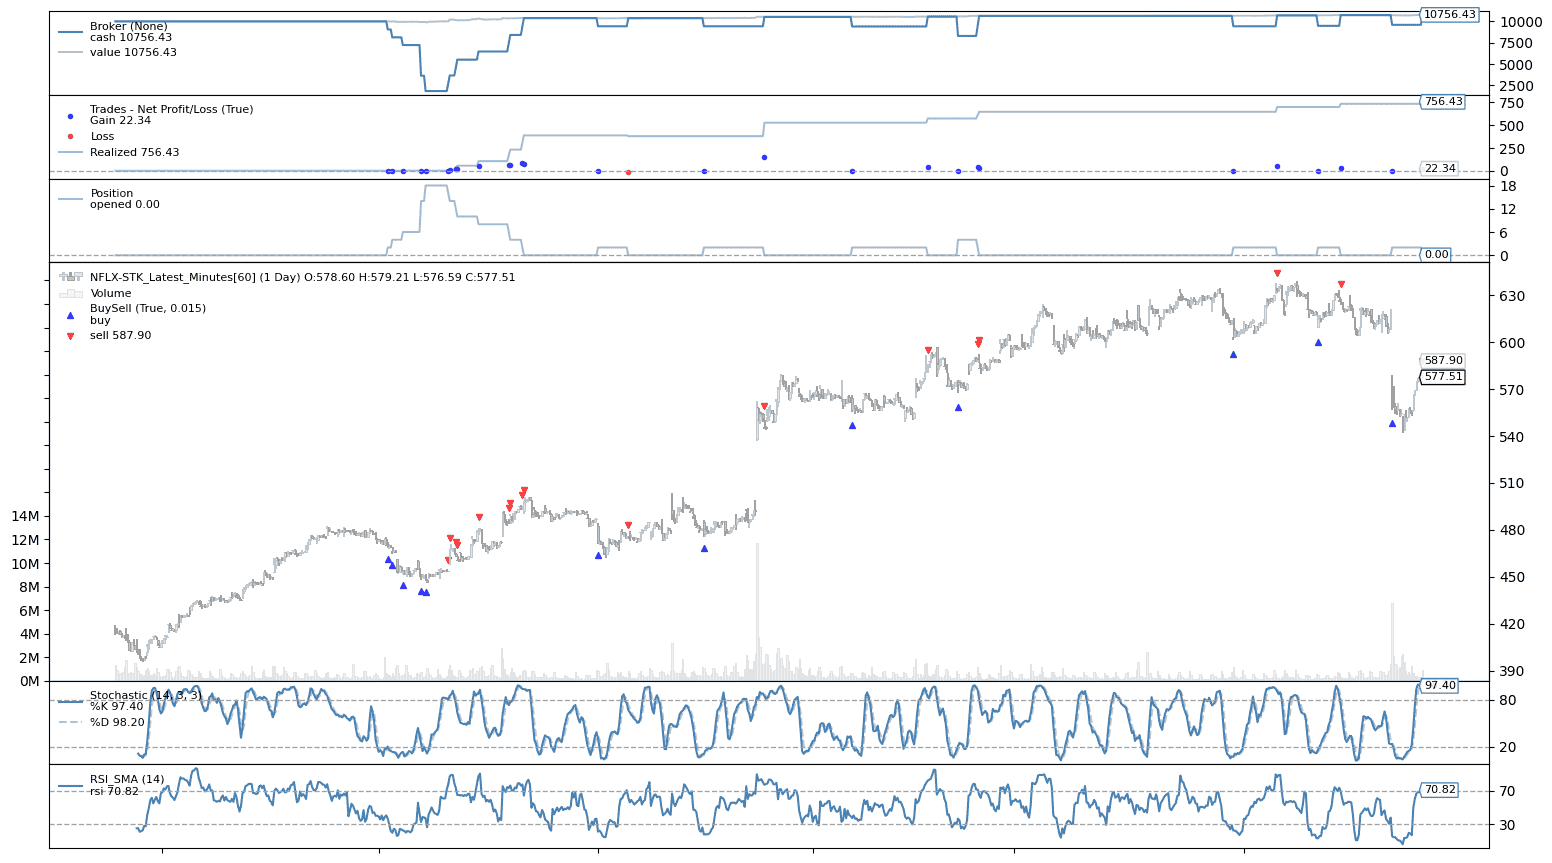 Broker (None)
cash 10756.43
value 10756.43
10756.43
10000
7500
5000
2500
Trades - Net Profit/Loss (True)
Gain 22.34
Loss
Realized 756.43
756.43
22.34
750
500
250
0
Position
opened 0.00
0.00
18
12
6
0
NFLX-STK_Latest_Minutes[60] (1 Day) O:578.60 H:579.21 L:576.59 C:577.51
Volume
BuySell (True, 0.015)
buy
sell 587.90
587.90
577.51
630
600
570
540
510
480
450
420
390
14M
12M
10M
8M
6M
4M
2M
0M
Stochastic (14, 3, 3)
%K 97.40
%D 98.20
97.40
80
20
RSI_SMA (14)
rsi 70.82
70.82
70
30